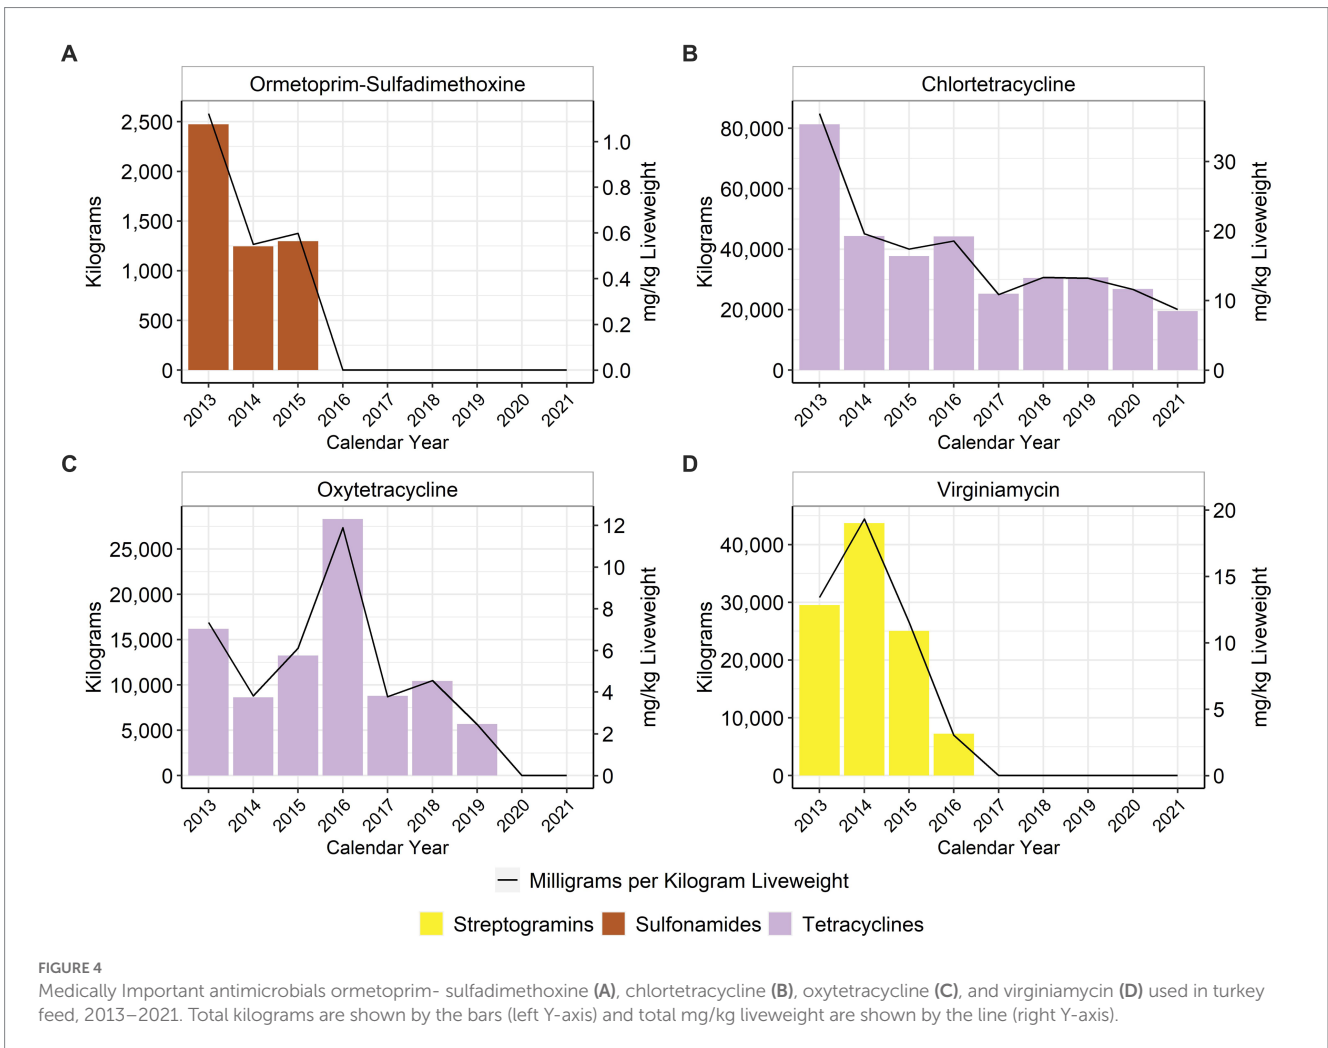 A
Ormetoprim-Sulfadimethoxine
Kilograms
2,500
2,000
1,500
1,000
500
0
1.0
0.8
0.6
0.4
0.2
0.0
mg/kg Liveweight
2013 2014 2015 2016 2017 2018 2019 2020 2021
Calendar Year
B
Chlortetracycline
Kilograms
80,000
60,000
40,000
20,000
0
30
20
10
0
mg/kg Liveweight
2013 2014 2015 2016 2017 2018 2019 2020 2021
Calendar Year
C
Oxytetracycline
Kilograms
25,000
20,000
15,000
10,000
5,000
0
12
10
8
6
4
2
0
mg/kg Liveweight
2013 2014 2015 2016 2017 2018 2019 2020 2021
Calendar Year
D
Virginiamycin
Kilograms
40,000
30,000
20,000
10,000
0
20
15
10
5
0
mg/kg Liveweight
2013 2014 2015 2016 2017 2018 2019 2020 2021
Calendar Year
Milligrams per Kilogram Liveweight
Streptogramins Sulfonamides Tetracyclines
FIGURE 4
Medically Important antimicrobials ormetoprim- sulfadimethoxine (A), chlortetracycline (B), oxytetracycline (C), and virginiamycin (D) used in turkey
feed, 2013–2021. Total kilograms are shown by the bars (left Y-axis) and total mg/kg liveweight are shown by the line (right Y-axis).